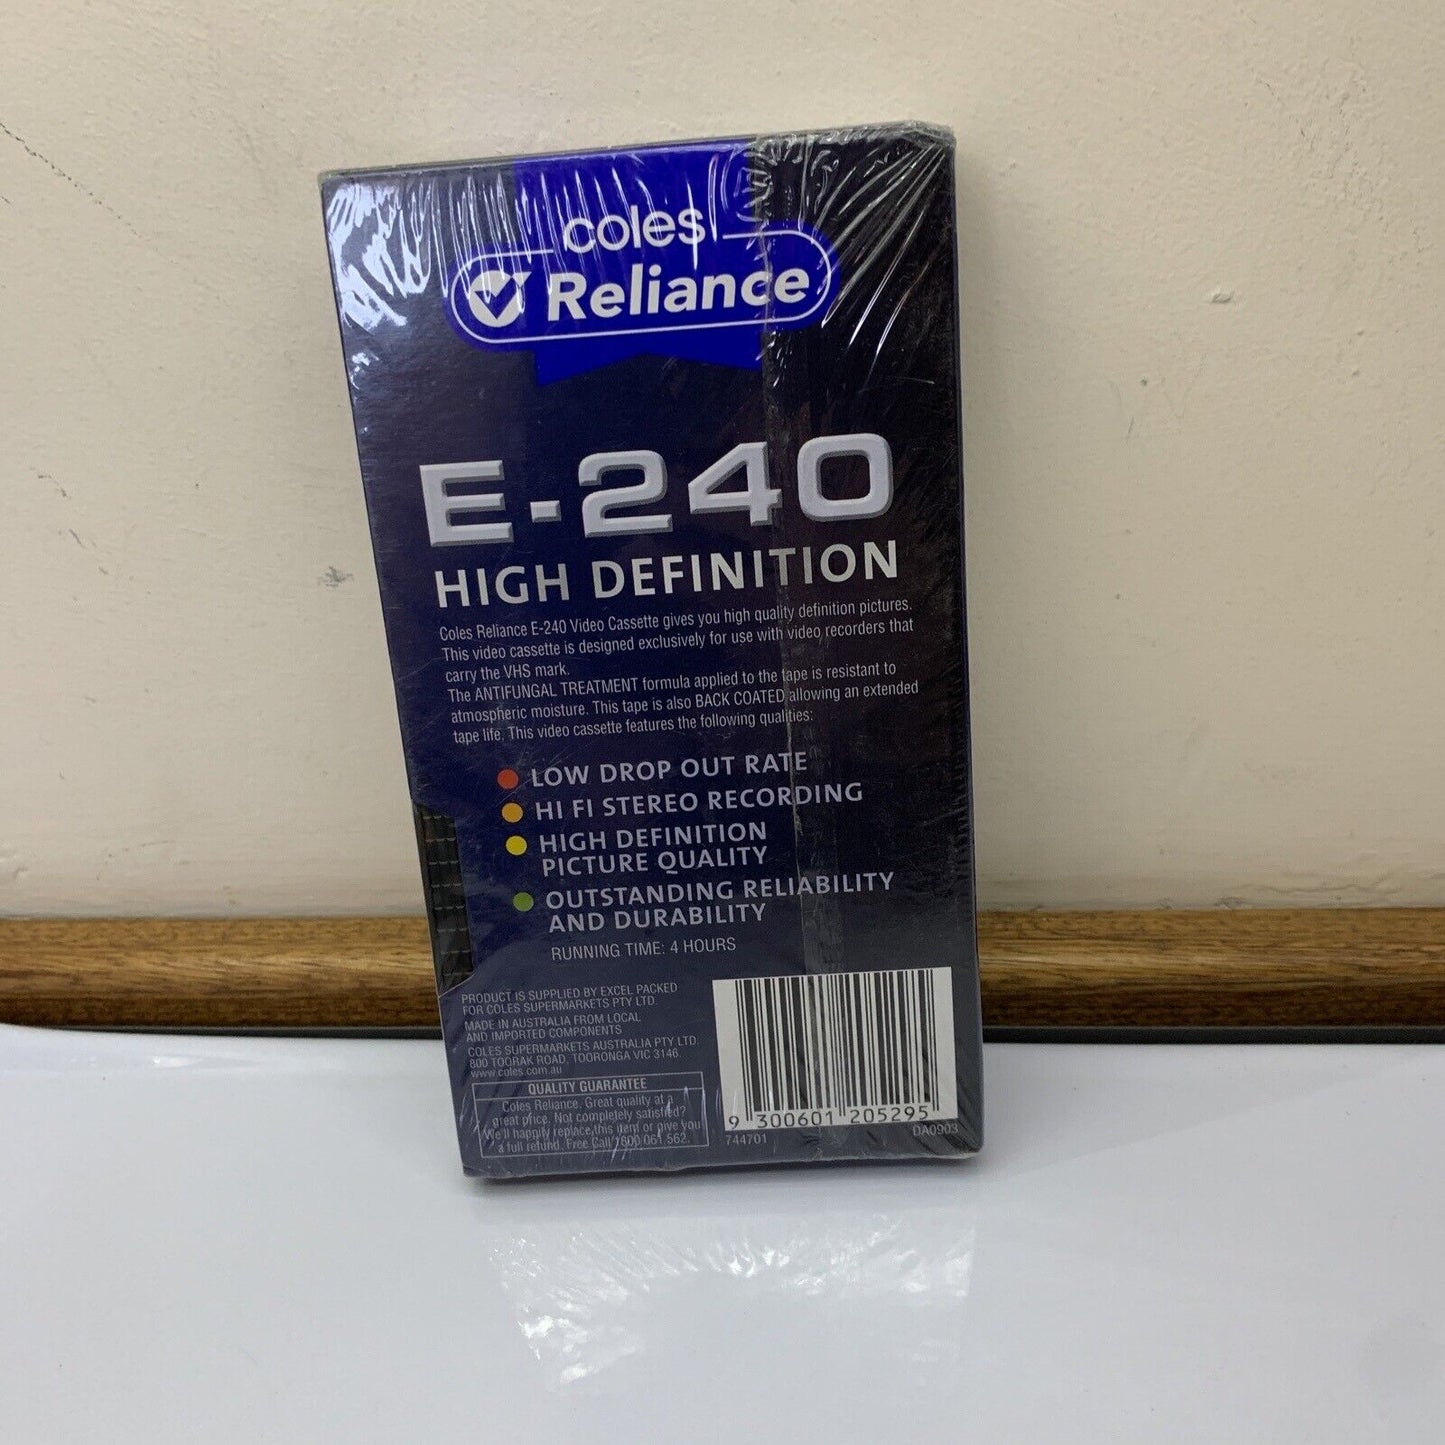 coles
Reliance
E-240
HIGH DEFINITION
Coles Reliance E-240 Video Cassette gives you high quality definition pictures.
This video cassette is designed exclusively for use with video recorders that
carry the VHS mark.
The ANTIFUNGAL TREATMENT formula applied to the tape is resistant to
atmospheric moisture. This tape is also BACK COATED allowing an extended
tape life. This video cassette features the following qualities:
LOW DROP OUT RATE
HI FI STEREO RECORDING
HIGH DEFINITION
PICTURE QUALITY
OUTSTANDING RELIABILITY
AND DURABILITY
RUNNING TIME: 4 HOURS
PRODUCT IS SUPPLIED BY EXCEL PACKED
FOR COLES SUPERMARKETS PTY LTD.
MADE IN AUSTRALIA FROM LOCAL
AND IMPORTED COMPONENTS
COLES SUPERMARKETS AUSTRALIA PTY LTD.
800 TOORAK ROAD, TOORONGA VIC 3146
www.coles.com.au
QUALITY GUARANTEE
Coles Reliance. Great quality at a
great price. Not completely satisfied?
We'll happily replace this item or give you
a full refund. Free Call 1800 061 562.
9 300601 205295
744701
DA0903